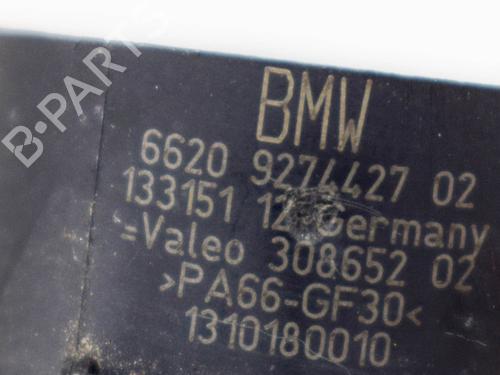 B-PARTS
BMW
6620 9274427 02
133151 12 Germany
=Valeo 308652 02
>PA66-GF30<
1310180010